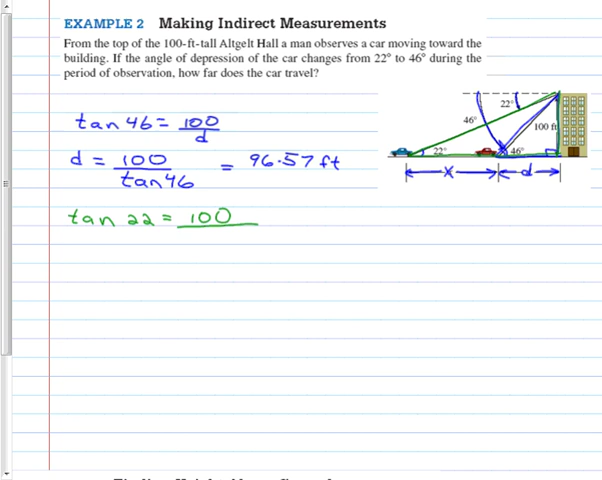 EXAMPLE 2 Making Indirect Measurements
From the top of the 100-ft-tall Altgelt Hall a man observes a car moving toward the
building. If the angle of depression of the car changes from 22° to 46° during the
period of observation, how far does the car travel?
22°
46°
100 ft
22°
46°
x
d
tan 46 = 100
d
d = 100 = 96.57 ft
tan 46
tan 22 = 100